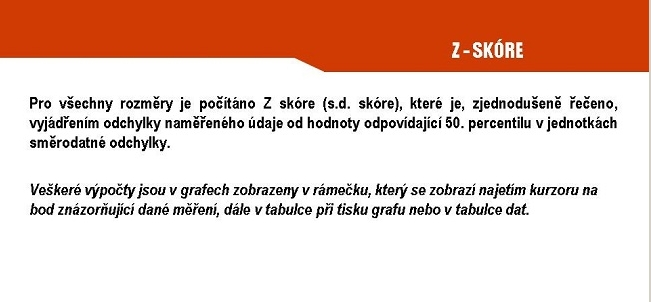 Z - SKÓRE
Pro všechny rozměry je počítáno Z skóre (s.d. skóre), které je, zjednodušeně řečeno,
vyjádřením odchylky naměřeného údaje od hodnoty odpovídající 50. percentilu v jednotkách
směrodatné odchylky.
Veškeré výpočty jsou v grafech zobrazeny v rámečku, který se zobrazí najetím kurzoru na
bod znázorňující dané měření, dále v tabulce při tisku grafu nebo v tabulce dat.